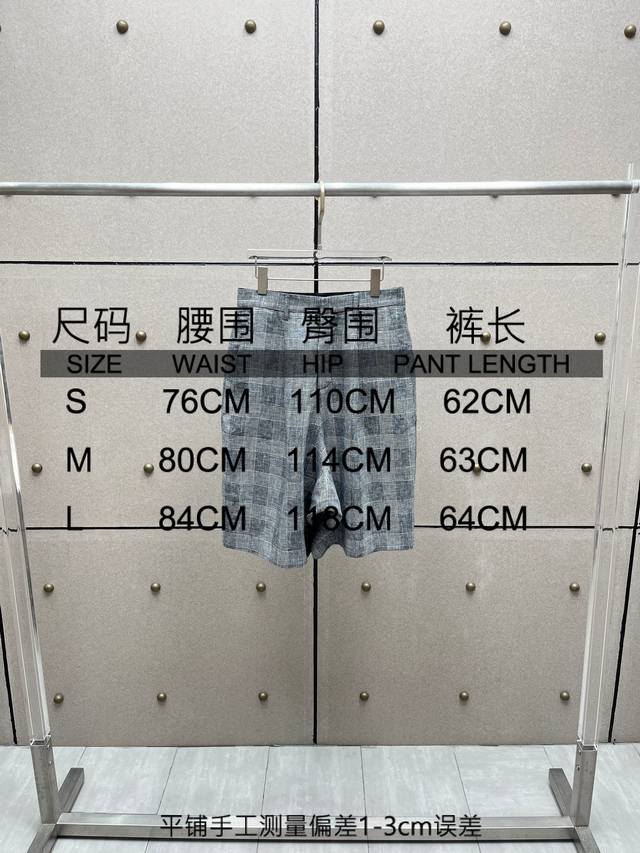 尺码 腰围 臀围 裤长
SIZE WAIST HIP PANT LENGTH
S 76CM 110CM 62CM
M 80CM 114CM 63CM
L 84CM 118CM 64CM
平铺手工测量偏差1-3cm误差